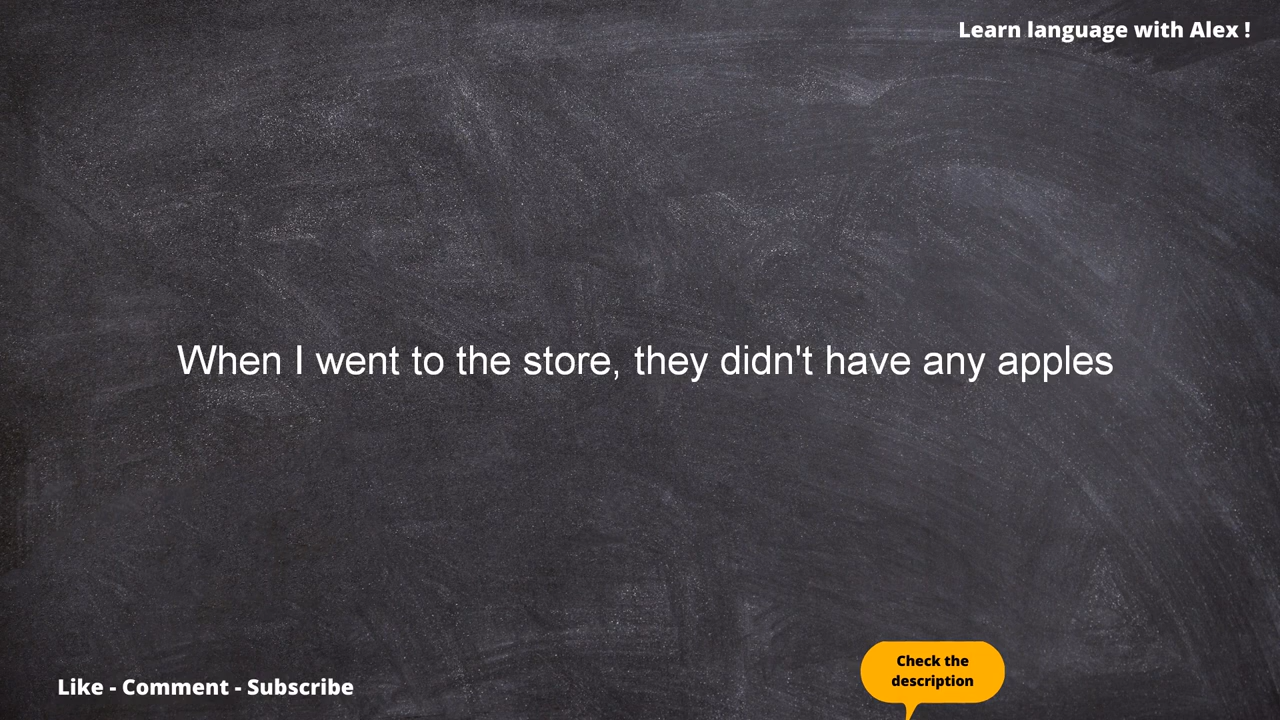 Learn language with Alex !
When I went to the store, they didn't have any apples
Check the
description
Like - Comment - Subscribe